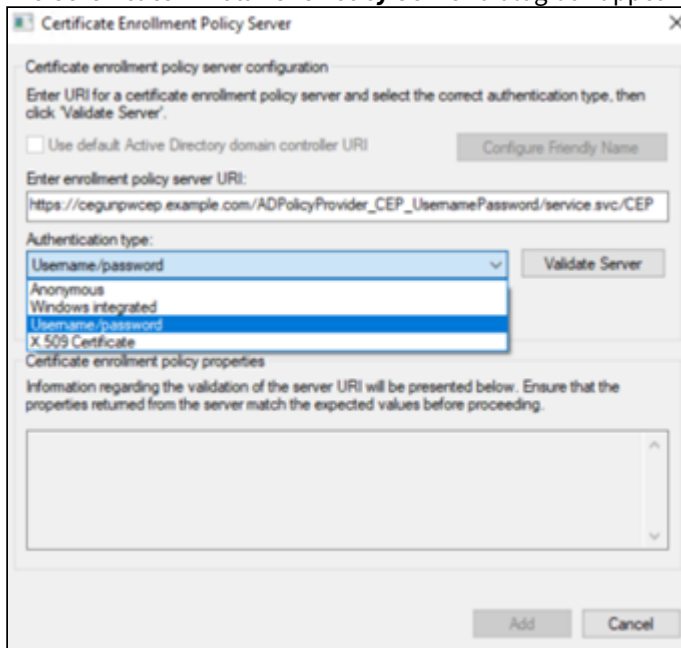 Certificate Enrollment Policy Server
Certificate enrollment policy server configuration
Enter URI for a certificate enrollment policy server and select the correct authentication type, then
click 'Validate Server'.
Use default Active Directory domain controller URI
Configure Friendly Name
Enter enrollment policy server URI:
https://cegunpwcep.example.com/ADPolicyProvider_CEP_UsernamePassword/service.svc/CEP
Authentication type:
Username/password
Validate Server
Anonymous
Windows integrated
Username/password
X.509 Certificate
Certificate enrollment policy properties
Information regarding the validation of the server URI will be presented below. Ensure that the
properties returned from the server match the expected values before proceeding.
Add
Cancel